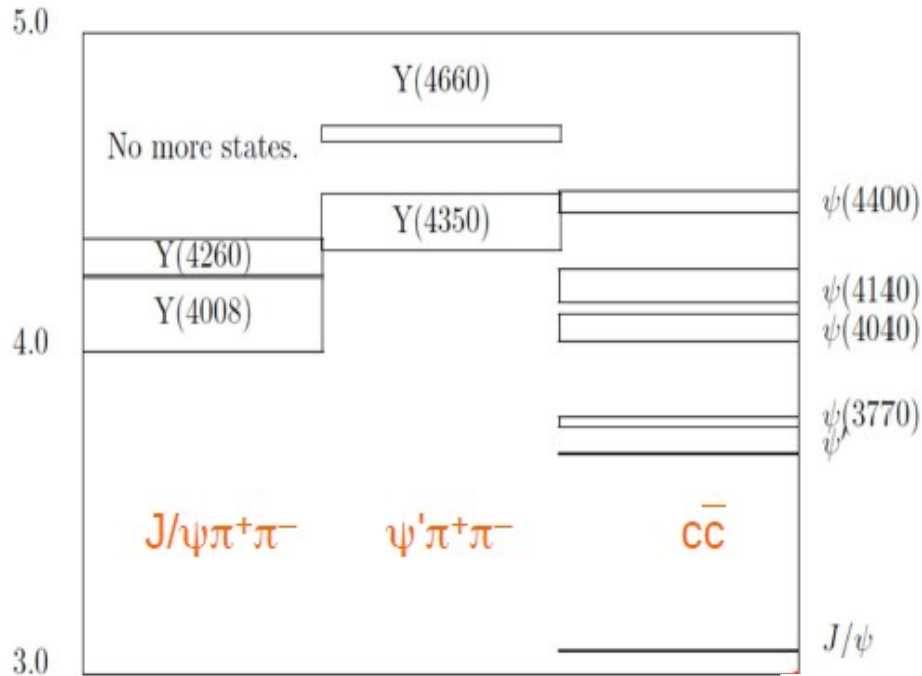 5.0
Y(4660)
No more states.
ψ(4400)
Y(4350)
Y(4260)
ψ(4140)
Y(4008)
ψ(4040)
4.0
ψ(3770)
ψ'
J/ψπ⁺π⁻ ψ'π⁺π⁻ cc̅
J/ψ
3.0